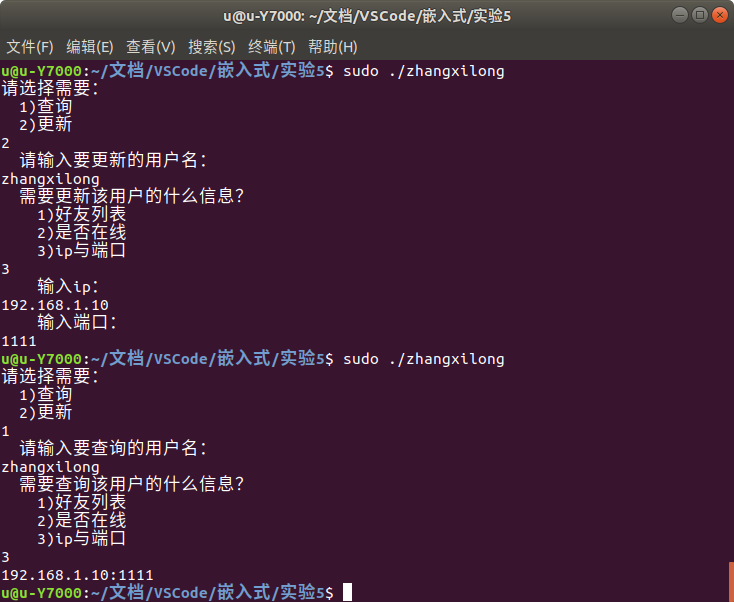 u@u-Y7000: ~/文档/VSCode/嵌入式/实验5
文件(F) 编辑(E) 查看(V) 搜索(S) 终端(T) 帮助(H)
u@u-Y7000:~/文档/VSCode/嵌入式/实验5$ sudo ./zhangxilong
请选择需要：
  1)查询
  2)更新
2
  请输入要更新的用户名：
zhangxilong
  需要更新该用户的什么信息？
    1)好友列表
    2)是否在线
    3)ip与端口
3
    输入ip：
192.168.1.10
    输入端口：
1111
u@u-Y7000:~/文档/VSCode/嵌入式/实验5$ sudo ./zhangxilong
请选择需要：
  1)查询
  2)更新
1
  请输入要查询的用户名：
zhangxilong
  需要查询该用户的什么信息？
    1)好友列表
    2)是否在线
    3)ip与端口
3
192.168.1.10:1111
u@u-Y7000:~/文档/VSCode/嵌入式/实验5$